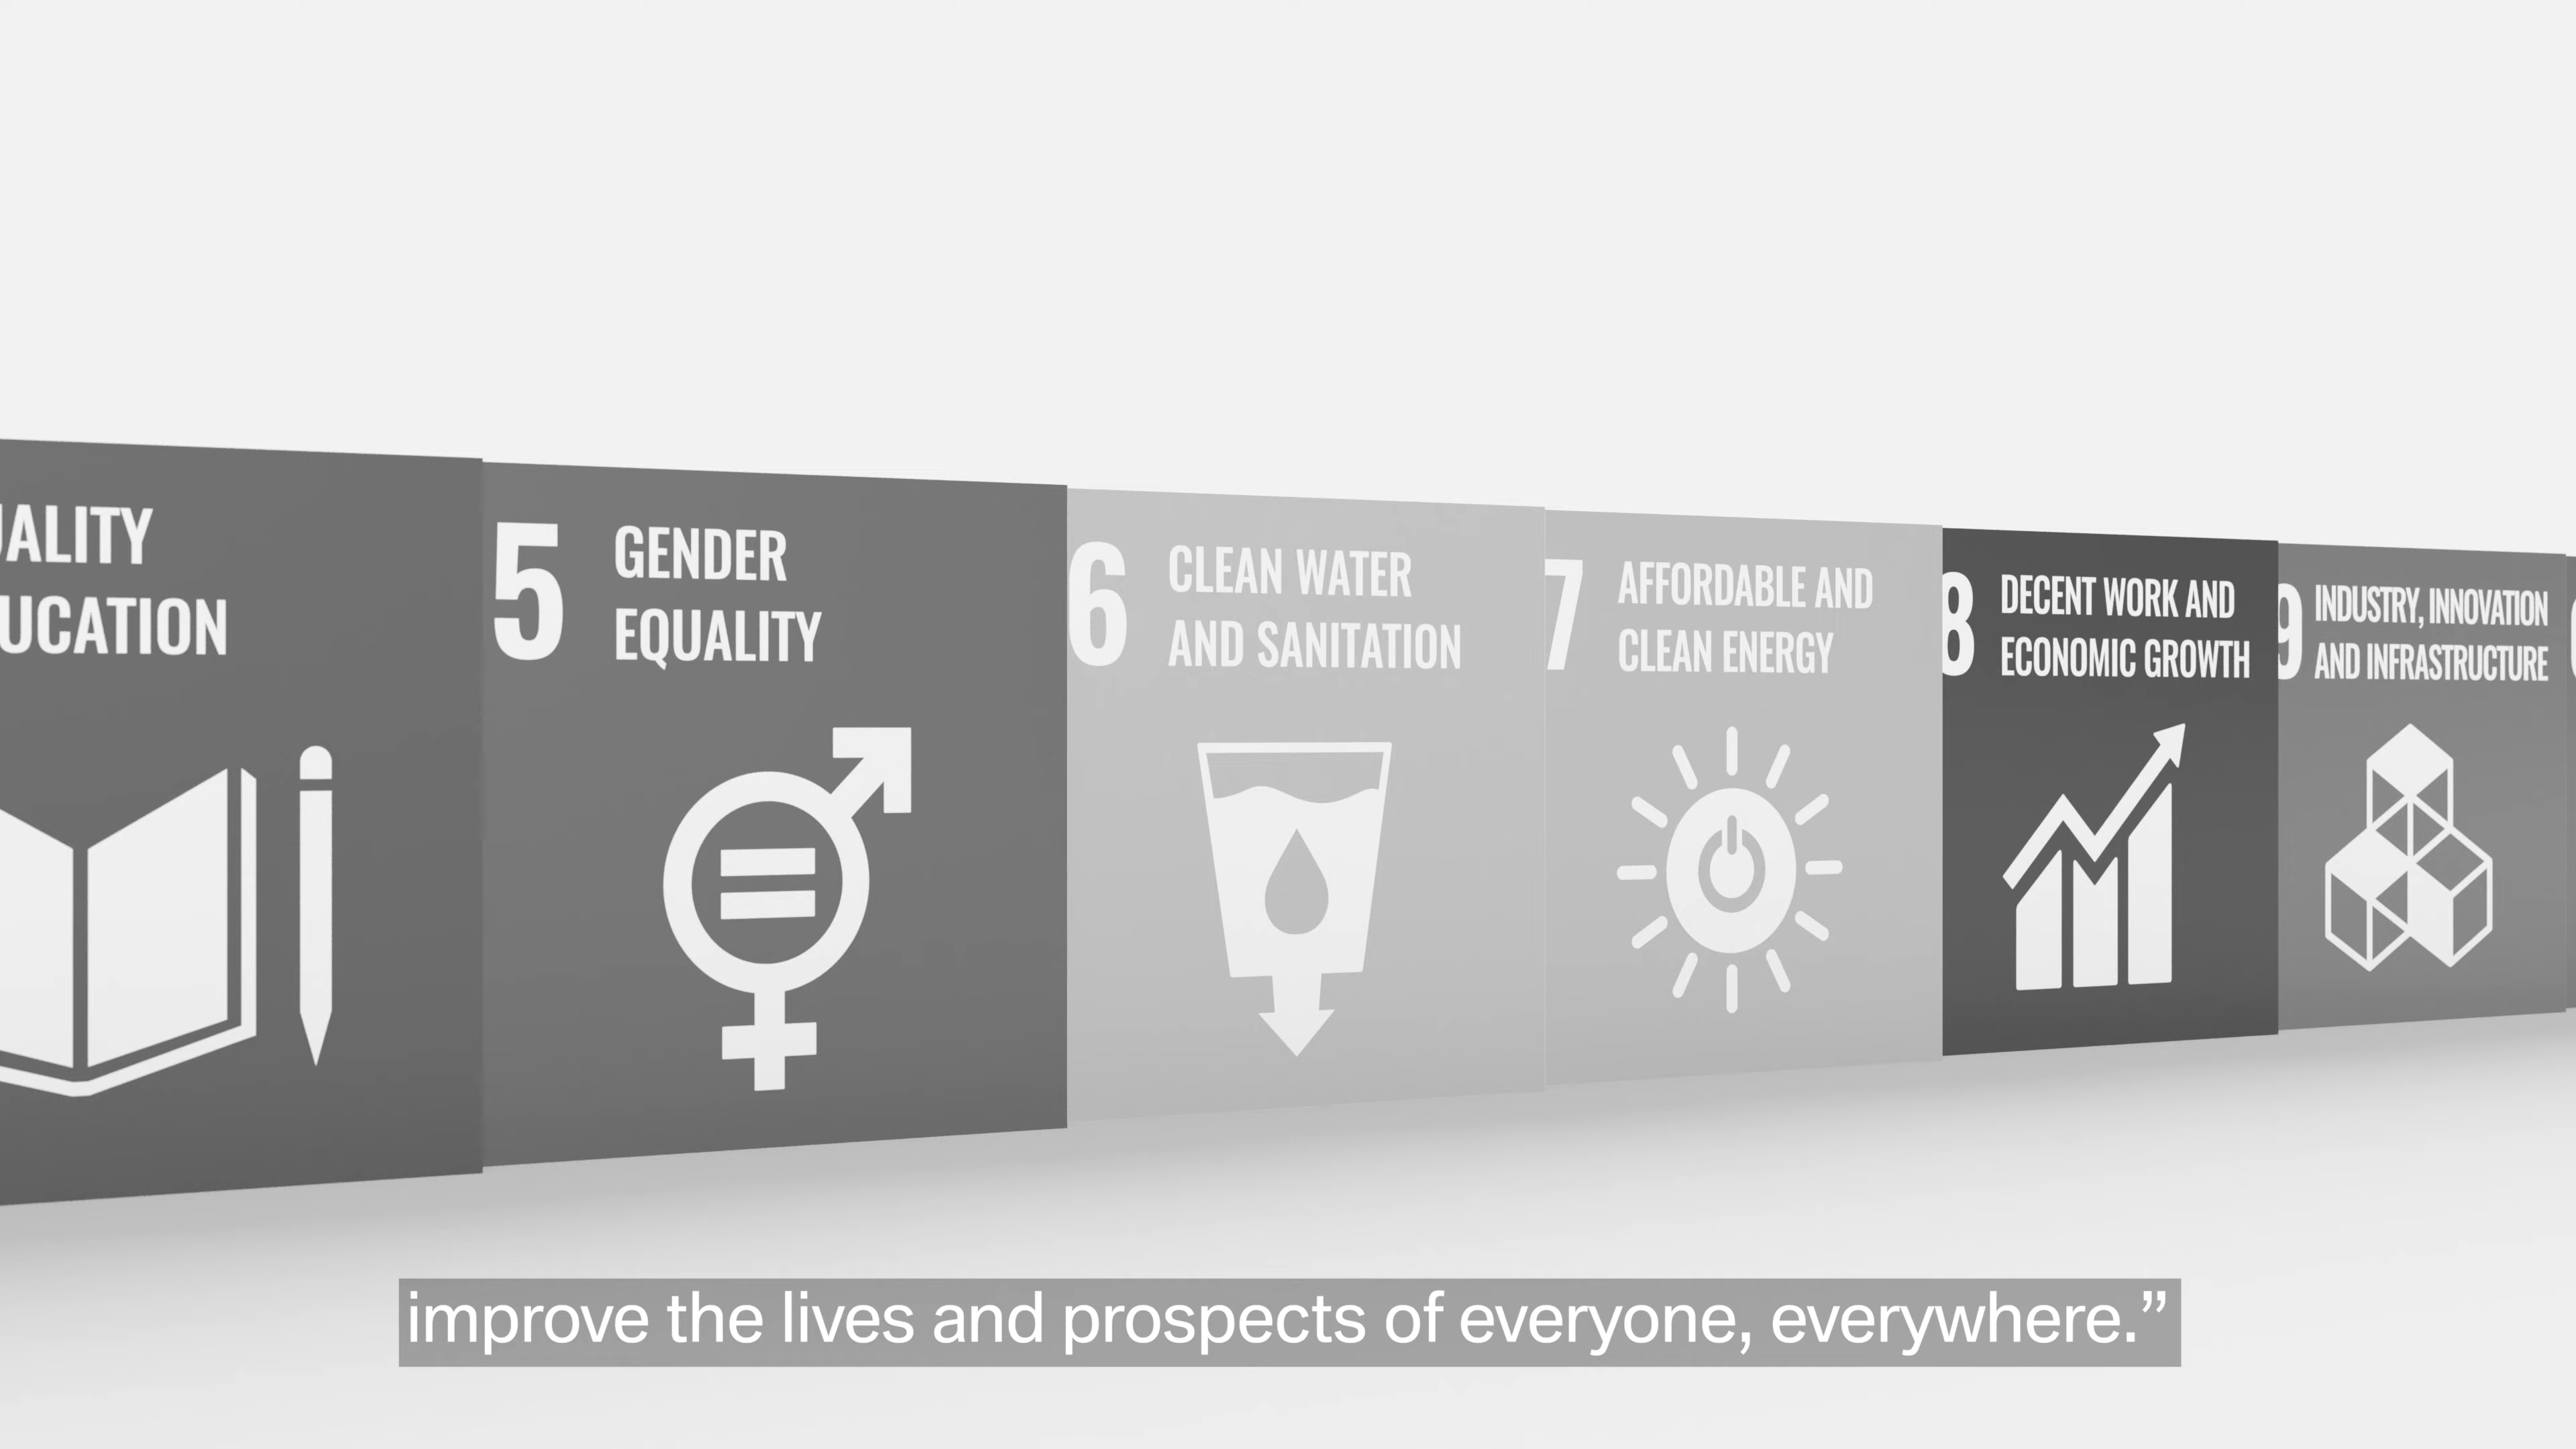 UALITY
UCATION
5
GENDER
EQUALITY
6
CLEAN WATER
AND SANITATION
7
AFFORDABLE AND
CLEAN ENERGY
8
DECENT WORK AND
ECONOMIC GROWTH
9
INDUSTRY, INNOVATION
AND INFRASTRUCTURE
improve the lives and prospects of everyone, everywhere.”